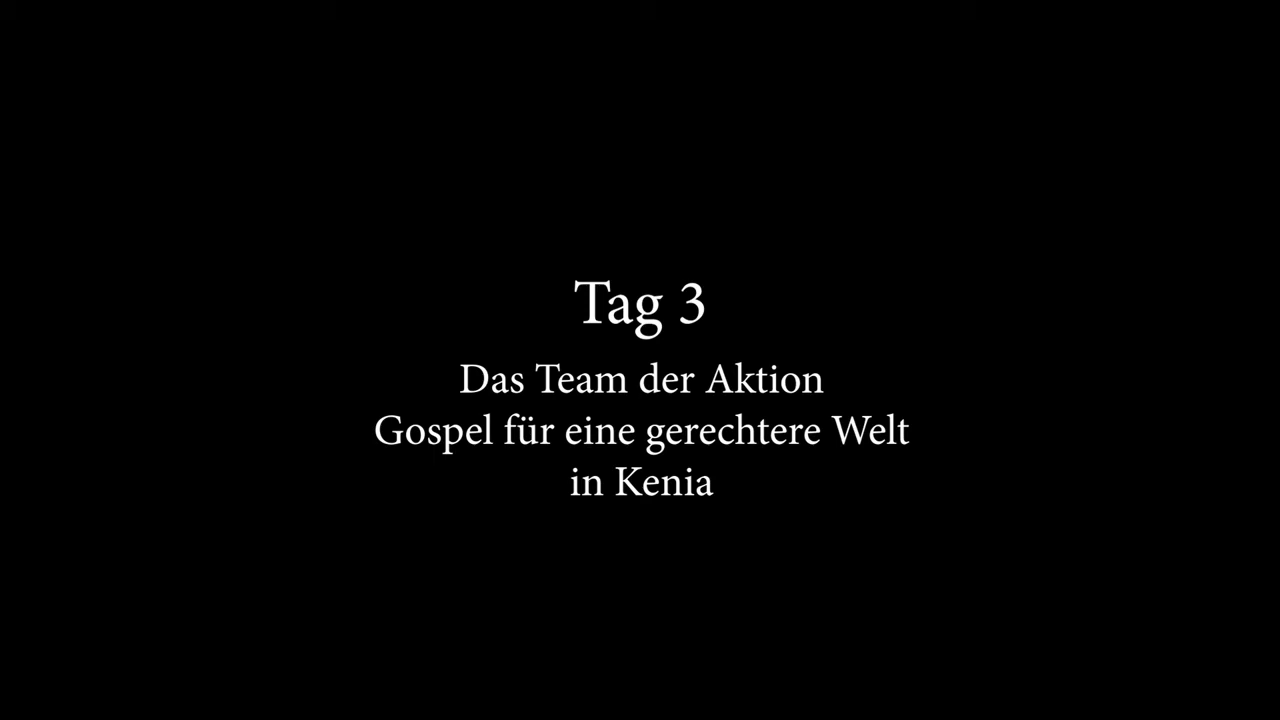 Tag 3
Das Team der Aktion
Gospel für eine gerechtere Welt
in Kenia